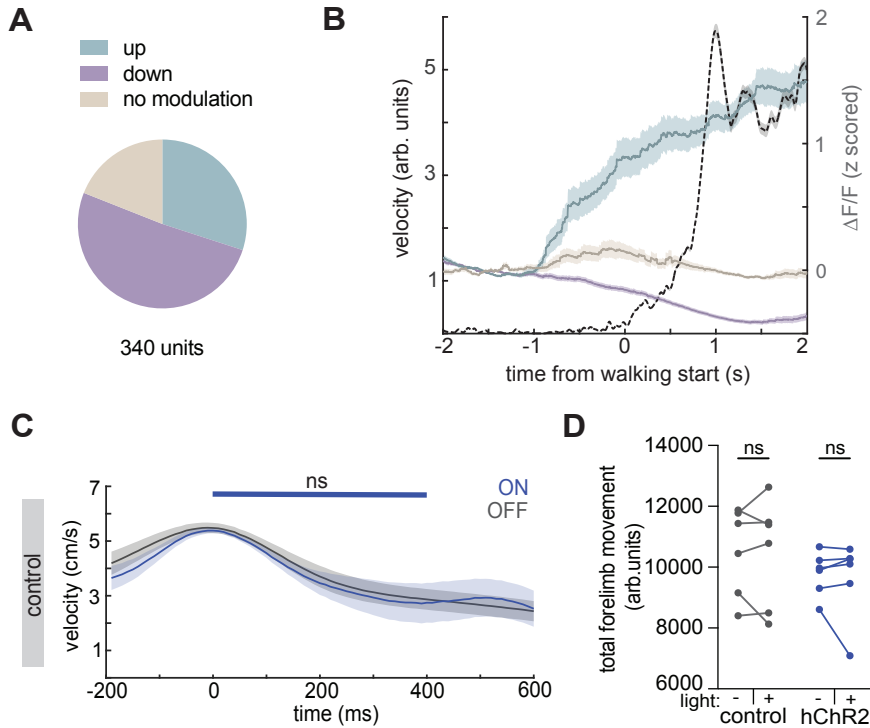 A
up
down
no modulation
340 units
B
velocity (arb. units)
5
3
1
2
1
0
ΔF/F (z scored)
-2 -1 0 1 2
time from walking start (s)
C
control
velocity (cm/s)
7
5
3
1
ns
ON
OFF
-200 0 200 400 600
time (ms)
D
total forelimb movement
(arb.units)
14000
12000
10000
8000
6000
ns ns
light: - + - +
control hChR2